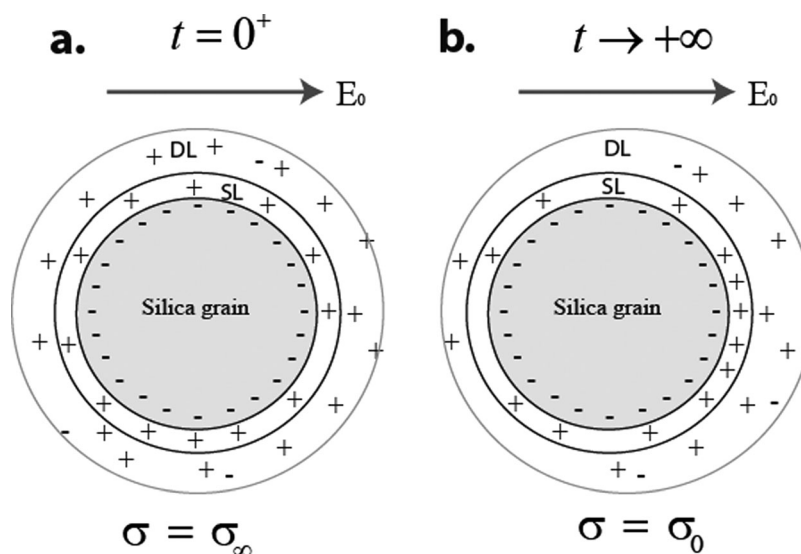 a. t = 0⁺
E₀
DL
SL
Silica grain
σ = σ∞
b. t → +∞
E₀
DL
SL
Silica grain
σ = σ₀